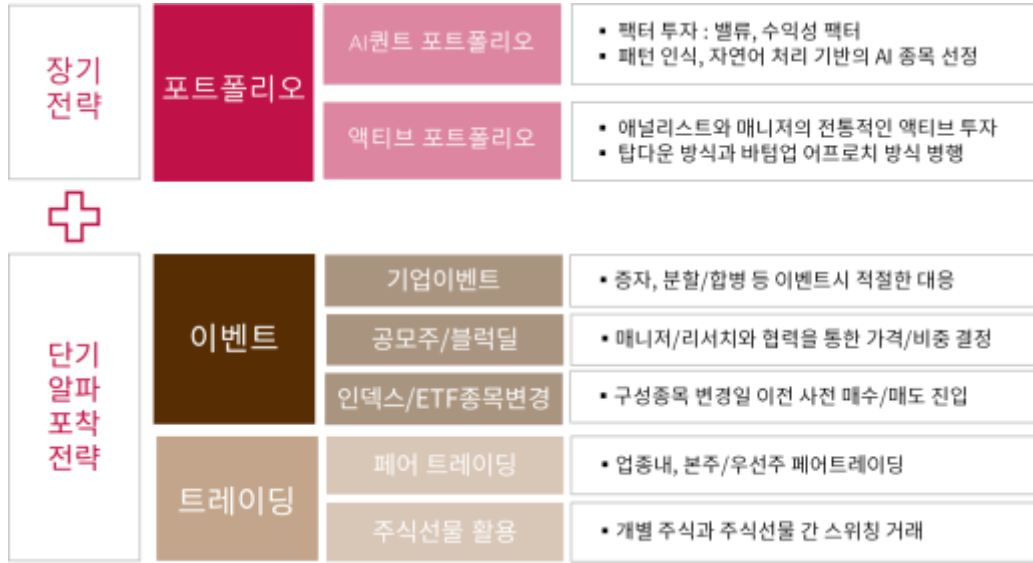 장기
전략
포트폴리오
AI퀀트 포트폴리오
▪ 팩터 투자 : 밸류, 수익성 팩터
▪ 패턴 인식, 자연어 처리 기반의 AI 종목 선정
액티브 포트폴리오
▪ 애널리스트와 매니저의 전통적인 액티브 투자
▪ 탑다운 방식과 바텀업 어프로치 방식 병행
단기
알파
포착
전략
이벤트
기업이벤트
▪ 증자, 분할/합병 등 이벤트시 적절한 대응
공모주/블럭딜
▪ 매니저/리서치와 협력을 통한 가격/비중 결정
인덱스/ETF종목변경
▪ 구성종목 변경일 이전 사전 매수/매도 진입
트레이딩
페어 트레이딩
▪ 업종내, 본주/우선주 페어트레이딩
주식선물 활용
▪ 개별 주식과 주식선물 간 스위칭 거래